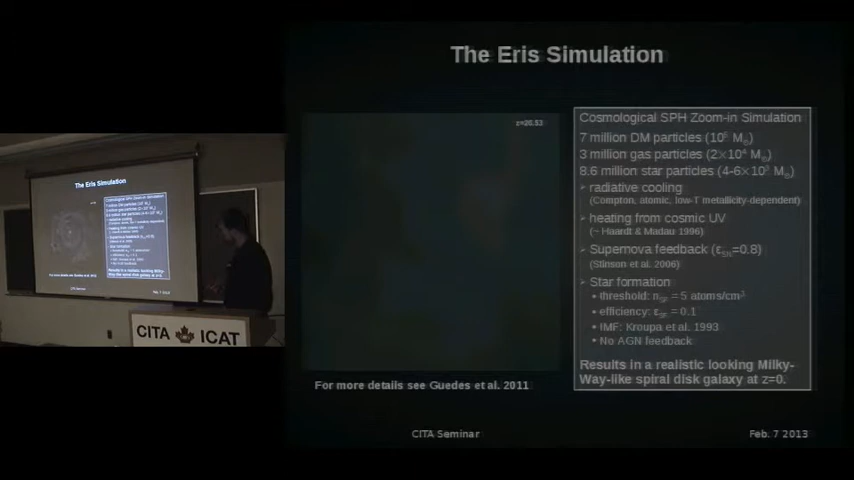 The Eris Simulation
z=20.53
Cosmological SPH Zoom-in Simulation
7 million DM particles (10⁵ M☉)
3 million gas particles (2×10⁴ M☉)
8.6 million star particles (4-6×10³ M☉)
radiative cooling
(Compton, atomic, low-T metallicity-dependent)
heating from cosmic UV
(~ Haardt & Madau 1996)
Supernova feedback (εSN=0.8)
(Stinson et al. 2006)
Star formation
• threshold: nSF = 5 atoms/cm³
• efficiency: εSF = 0.1
• IMF: Kroupa et al. 1993
• No AGN feedback
Results in a realistic looking Milky-
Way-like spiral disk galaxy at z=0.
For more details see Guedes et al. 2011
CITA Seminar
Feb. 7 2013
The Eris Simulation
CITA ICAT